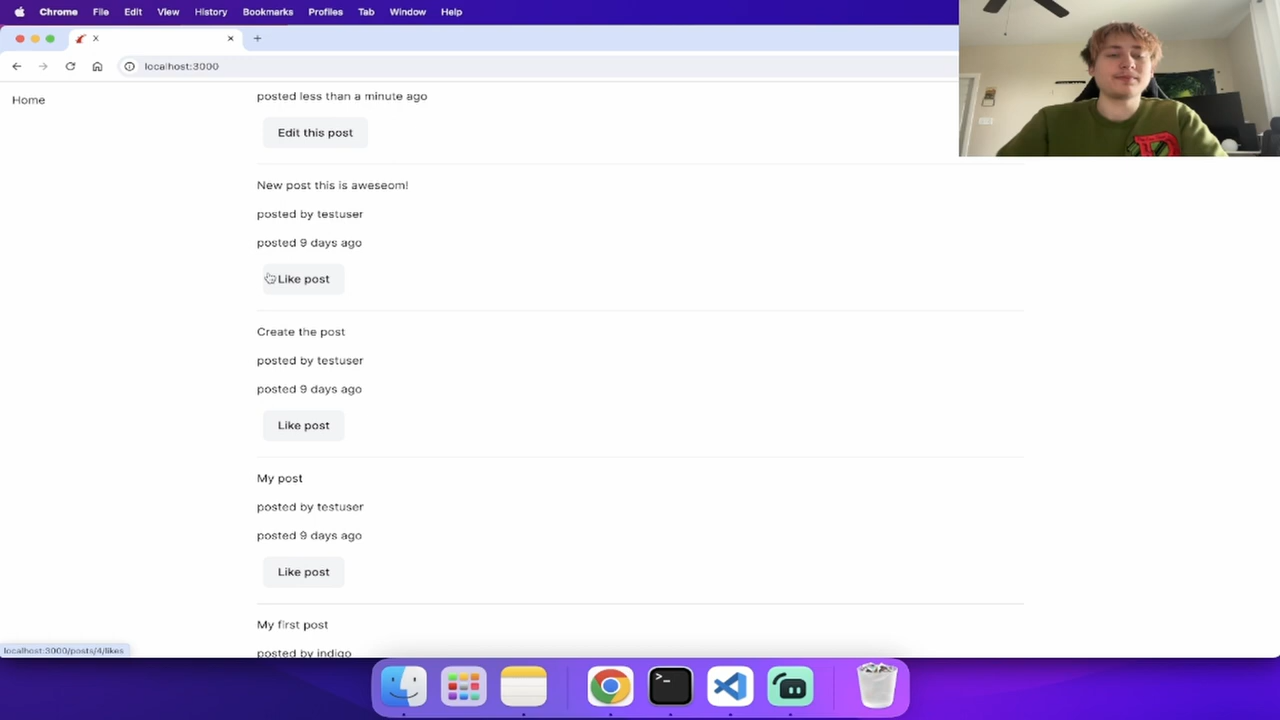 Chrome File Edit View History Bookmarks Profiles Tab Window Help
localhost:3000
Home
posted less than a minute ago
Edit this post
New post this is aweseom!
posted by testuser
posted 9 days ago
Like post
Create the post
posted by testuser
posted 9 days ago
Like post
My post
posted by testuser
posted 9 days ago
Like post
My first post
posted by indigo
localhost:3000/posts/4/likes